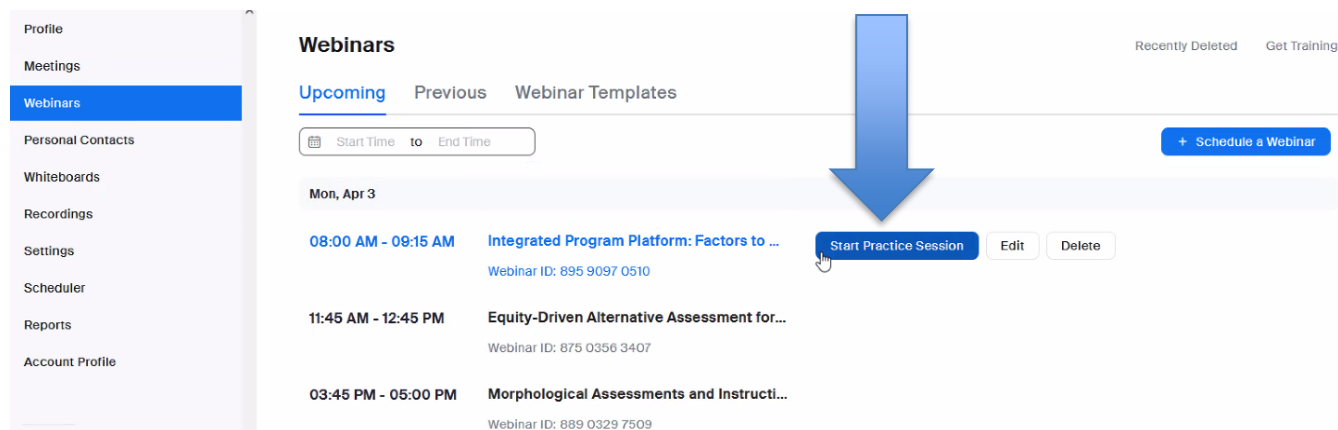 Profile
Meetings
Webinars
Personal Contacts
Whiteboards
Recordings
Settings
Scheduler
Reports
Account Profile
Webinars
Recently Deleted Get Training
Upcoming Previous Webinar Templates
Start Time to End Time
+ Schedule a Webinar
Mon, Apr 3
08:00 AM - 09:15 AM Integrated Program Platform: Factors to ... Start Practice Session Edit Delete
Webinar ID: 895 9097 0510
11:45 AM - 12:45 PM Equity-Driven Alternative Assessment for...
Webinar ID: 875 0356 3407
03:45 PM - 05:00 PM Morphological Assessments and Instructi...
Webinar ID: 889 0329 7509